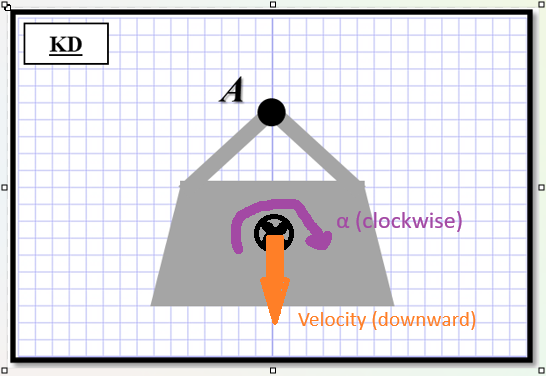 KD
A
α (clockwise)
Velocity (downward)